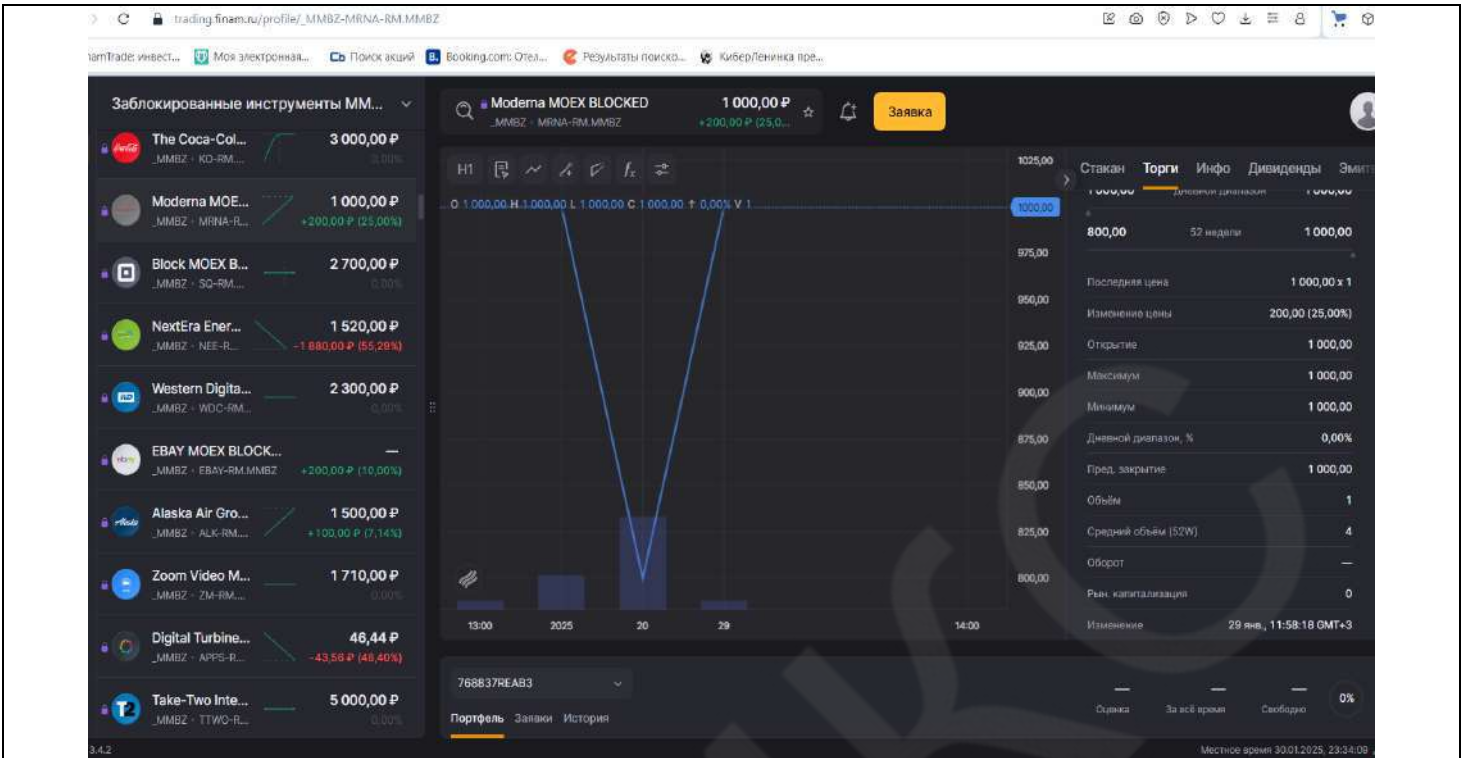 trading.finam.ru/profile/_MMBZ-MRNA-RM.MMBZ
namTrade: инвест... Моя электронная... Поиск акций Booking.com: Отел... Результаты поиско... КиберЛенинка пре...
Заблокированные инструменты MM...
The Coca-Col... 3 000,00 ₽
_MMBZ · KO-RM.... 0,00%
Moderna MOE... 1 000,00 ₽
_MMBZ · MRNA-R... +200,00 ₽ (25,00%)
Block MOEX B... 2 700,00 ₽
_MMBZ · SQ-RM.... 0,00%
NextEra Ener... 1 520,00 ₽
_MMBZ · NEE-R... −1 880,00 ₽ (55,29%)
Western Digita... 2 300,00 ₽
_MMBZ · WDC-RM... 0,00%
EBAY MOEX BLOCK... —
_MMBZ · EBAY-RM.MMBZ +200,00 ₽ (10,00%)
Alaska Air Gro... 1 500,00 ₽
_MMBZ · ALK-RM.... +100,00 ₽ (7,14%)
Zoom Video M... 1 710,00 ₽
_MMBZ · ZM-RM.... 0,00%
Digital Turbine... 46,44 ₽
_MMBZ · APPS-R... −43,56 ₽ (48,40%)
Take-Two Inte... 5 000,00 ₽
_MMBZ · TTWO-R... 0,00%
3.4.2
Moderna MOEX BLOCKED 1 000,00 ₽
_MMBZ · MRNA-RM.MMBZ +200,00 ₽ (25,0...
Заявка
H1
O 1 000,00 H 1 000,00 L 1 000,00 C 1 000,00 ↑ 0,00% V 1
1025,00
1000,00
975,00
950,00
925,00
900,00
875,00
850,00
825,00
800,00
13:00 2025 20 29 14:00
Стакан Торги Инфо Дивиденды Эмит
1 000,00 Дневной диапазон 1 000,00
800,00 52 недели 1 000,00
Последняя цена 1 000,00 x 1
Изменение цены 200,00 (25,00%)
Открытие 1 000,00
Максимум 1 000,00
Минимум 1 000,00
Дневной диапазон, % 0,00%
Пред. закрытие 1 000,00
Объём 1
Средний объём (52W) 4
Оборот —
Рын. капитализация 0
Изменение 29 янв., 11:58:18 GMT+3
768837REAB3
Портфель Заявки История
— — — 0%
Оценка За всё время Свободно
Местное время 30.01.2025, 23:34:09